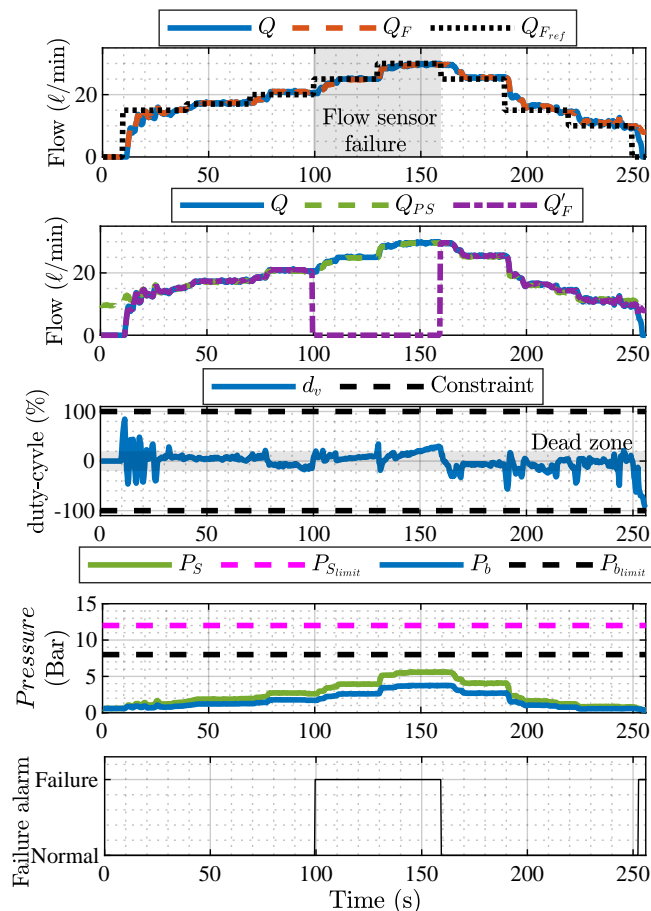 Q Q_F Q_{F_{ref}}
Flow (ℓ/min)
20
0
Flow sensor
failure
0 50 100 150 200 250
Q Q_{PS} Q'_F
Flow (ℓ/min)
20
0
0 50 100 150 200 250
d_v Constraint
duty-cyvle (%)
100
0
-100
Dead zone
0 50 100 150 200 250
P_S P_{S_{limit}} P_b P_{b_{limit}}
Pressure
(Bar)
15
10
5
0
0 50 100 150 200 250
Failure alarm
Failure
Normal
0 50 100 150 200 250
Time (s)